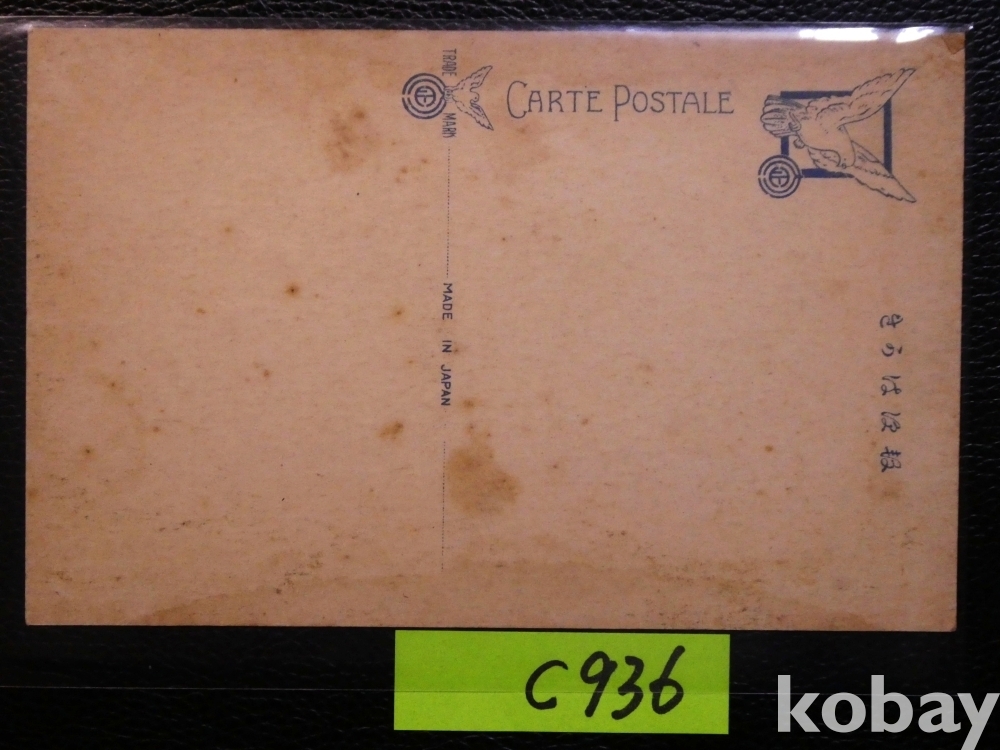 TRADE MARK
CARTE POSTALE
MADE IN JAPAN
きかは便郵
C936
kobay